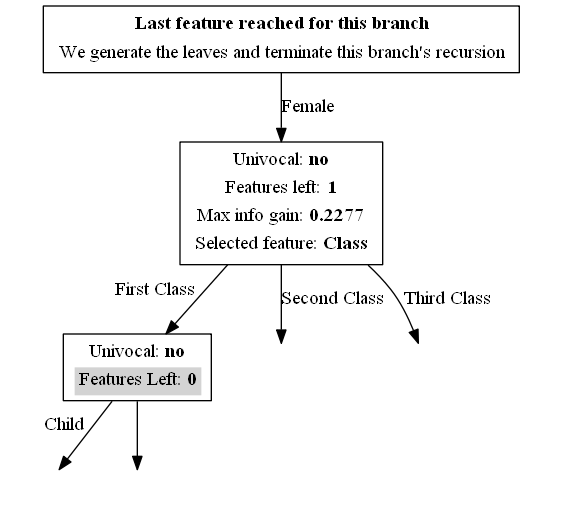 Last feature reached for this branch
We generate the leaves and terminate this branch's recursion
Female
Univocal: no
Features left: 1
Max info gain: 0.2277
Selected feature: Class
First Class
Second Class
Third Class
Univocal: no
Features Left: 0
Child